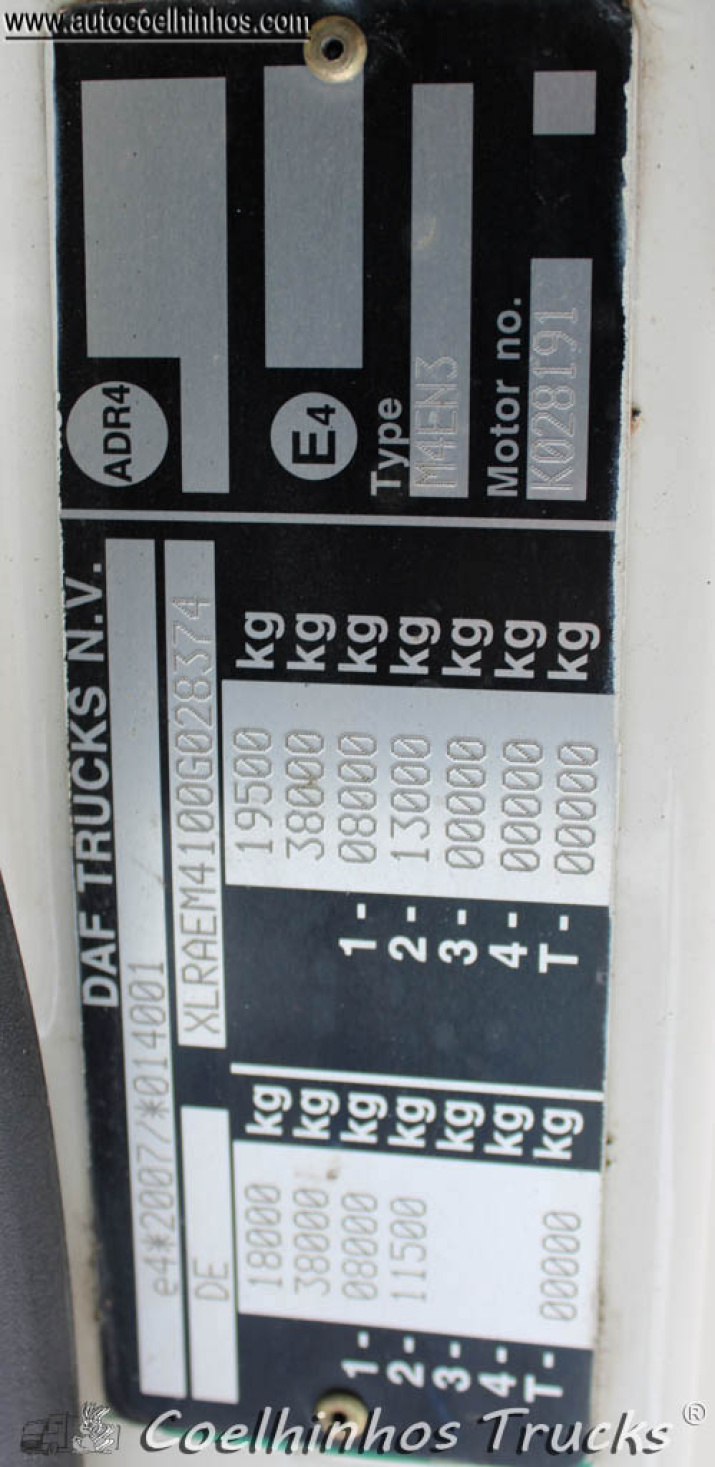 www.autocoelhinhos.com
DAF TRUCKS N.V.
e4*2007/*014001
DE XLRAEM4100G028374
18000 kg 19500 kg
38000 kg 38000 kg
1- 08000 kg 1- 08000 kg
2- 11500 kg 2- 13000 kg
3- kg 3- 00000 kg
4- kg 4- 00000 kg
T- 00000 kg T- 00000 kg
ADR4
E4
Type
M4EN3
Motor no.
K028191
Coelhinhos Trucks ®